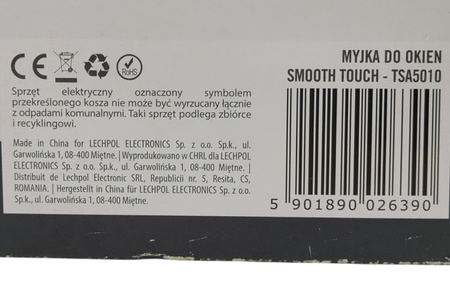 MYJKA DO OKIEN
SMOOTH TOUCH - TSA5010
CE
RoHS
Sprzęt elektryczny oznaczony symbolem
przekreślonego kosza nie może być wyrzucany łącznie
z odpadami komunalnymi. Taki sprzęt podlega zbiórce
i recyklingowi.
Made in China for LECHPOL ELECTRONICS Sp. z o.o. Sp.k., ul.
Garwolińska 1, 08-400 Miętne. | Wyprodukowano w CHRL dla LECHPOL
ELECTRONICS Sp. z o.o. Sp.k., ul. Garwolińska 1, 08-400 Miętne. |
Distribuit de Lechpol Electronic SRL, Republicii nr. 5, Resita, CS,
ROMANIA. | Hergestellt in China für LECHPOL ELECTRONICS Sp. z o.o.
Sp.k., ul. Garwolińska 1, 08-400 Miętne.
5 901890 026390